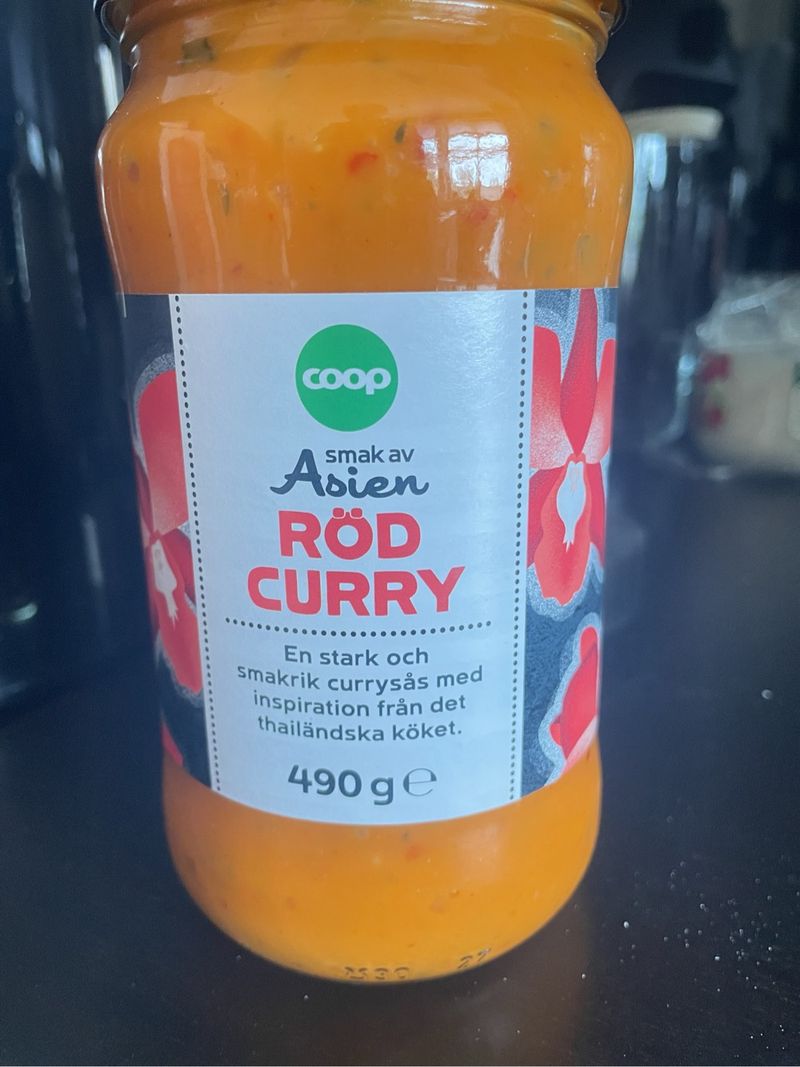 coop
smak av
Asien
RÖD
CURRY
En stark och
smakrik currysås med
inspiration från det
thailändska köket.
490 g e